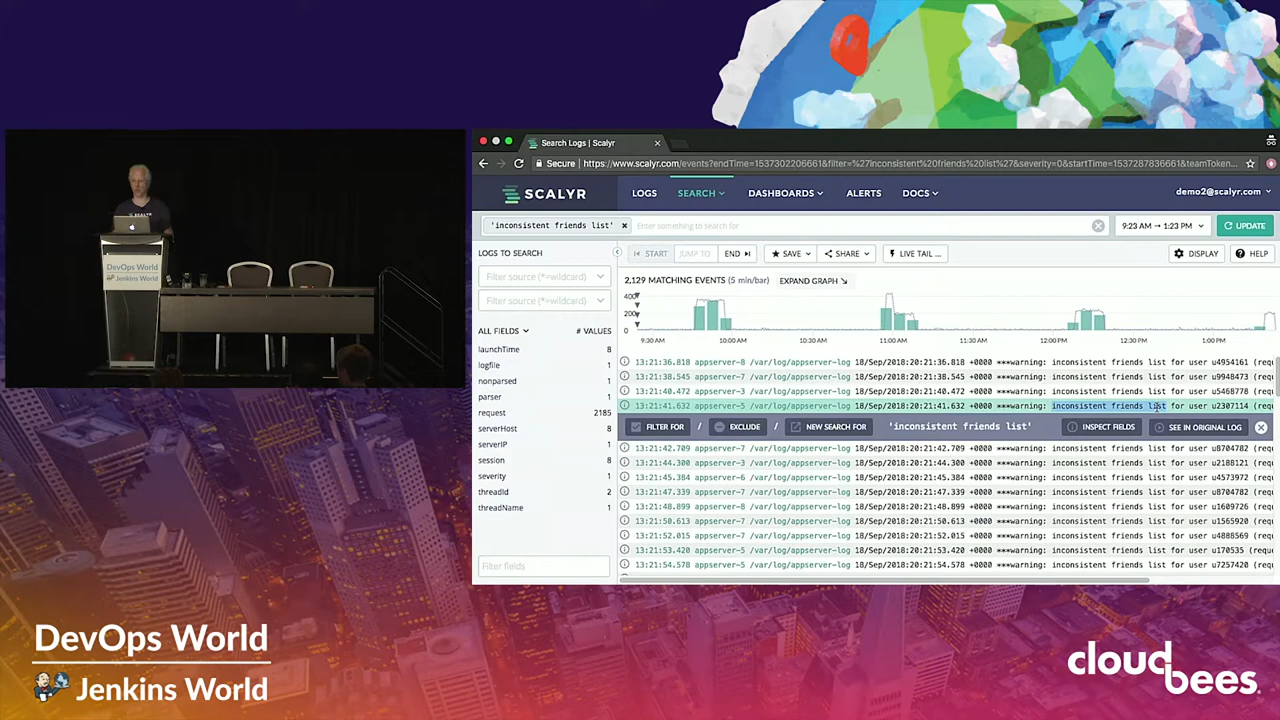 DevOps World
Jenkins World
Search Logs | Scalyr
Secure | https://www.scalyr.com/events?endTime=1537302206661&filter=%27inconsistent%20friends%20list%27&severity=0&startTime=1537287836661&teamToken...
SCALYR LOGS SEARCH DASHBOARDS ALERTS DOCS demo2@scalyr.com
'inconsistent friends list' × Enter something to search for 9:23 AM → 1:23 PM UPDATE
LOGS TO SEARCH START JUMP TO END SAVE SHARE LIVE TAIL ... DISPLAY HELP
Filter source (*=wildcard)
Filter source (*=wildcard)
2,129 MATCHING EVENTS (5 min/bar) EXPAND GRAPH
400
200
0
9:30 AM 10:00 AM 10:30 AM 11:00 AM 11:30 AM 12:00 PM 12:30 PM 1:00 PM
ALL FIELDS # VALUES
launchTime 8
logfile 1
nonparsed 1
parser 1
request 2185
serverHost 8
serverIP 1
session 8
severity 1
threadId 2
threadName 1
Filter fields
13:21:36.818 appserver-8 /var/log/appserver-log 18/Sep/2018:20:21:36.818 +0000 ***warning: inconsistent friends list for user u4954161 (requ
13:21:38.545 appserver-7 /var/log/appserver-log 18/Sep/2018:20:21:38.545 +0000 ***warning: inconsistent friends list for user u9948473 (requ
13:21:40.472 appserver-3 /var/log/appserver-log 18/Sep/2018:20:21:40.472 +0000 ***warning: inconsistent friends list for user u5468778 (requ
13:21:41.632 appserver-5 /var/log/appserver-log 18/Sep/2018:20:21:41.632 +0000 ***warning: inconsistent friends list for user u2307114 (requ
FILTER FOR / EXCLUDE / NEW SEARCH FOR 'inconsistent friends list' INSPECT FIELDS SEE IN ORIGINAL LOG
13:21:42.709 appserver-7 /var/log/appserver-log 18/Sep/2018:20:21:42.709 +0000 ***warning: inconsistent friends list for user u8704782 (requ
13:21:44.300 appserver-3 /var/log/appserver-log 18/Sep/2018:20:21:44.300 +0000 ***warning: inconsistent friends list for user u2188121 (requ
13:21:45.384 appserver-6 /var/log/appserver-log 18/Sep/2018:20:21:45.384 +0000 ***warning: inconsistent friends list for user u4573972 (requ
13:21:47.339 appserver-7 /var/log/appserver-log 18/Sep/2018:20:21:47.339 +0000 ***warning: inconsistent friends list for user u8704782 (requ
13:21:48.899 appserver-8 /var/log/appserver-log 18/Sep/2018:20:21:48.899 +0000 ***warning: inconsistent friends list for user u1609726 (requ
13:21:50.613 appserver-7 /var/log/appserver-log 18/Sep/2018:20:21:50.613 +0000 ***warning: inconsistent friends list for user u1565920 (requ
13:21:52.015 appserver-7 /var/log/appserver-log 18/Sep/2018:20:21:52.015 +0000 ***warning: inconsistent friends list for user u4888569 (requ
13:21:53.420 appserver-5 /var/log/appserver-log 18/Sep/2018:20:21:53.420 +0000 ***warning: inconsistent friends list for user u170535 (reque
13:21:54.578 appserver-5 /var/log/appserver-log 18/Sep/2018:20:21:54.578 +0000 ***warning: inconsistent friends list for user u7257420 (requ
DevOps World
Jenkins World
cloudbees